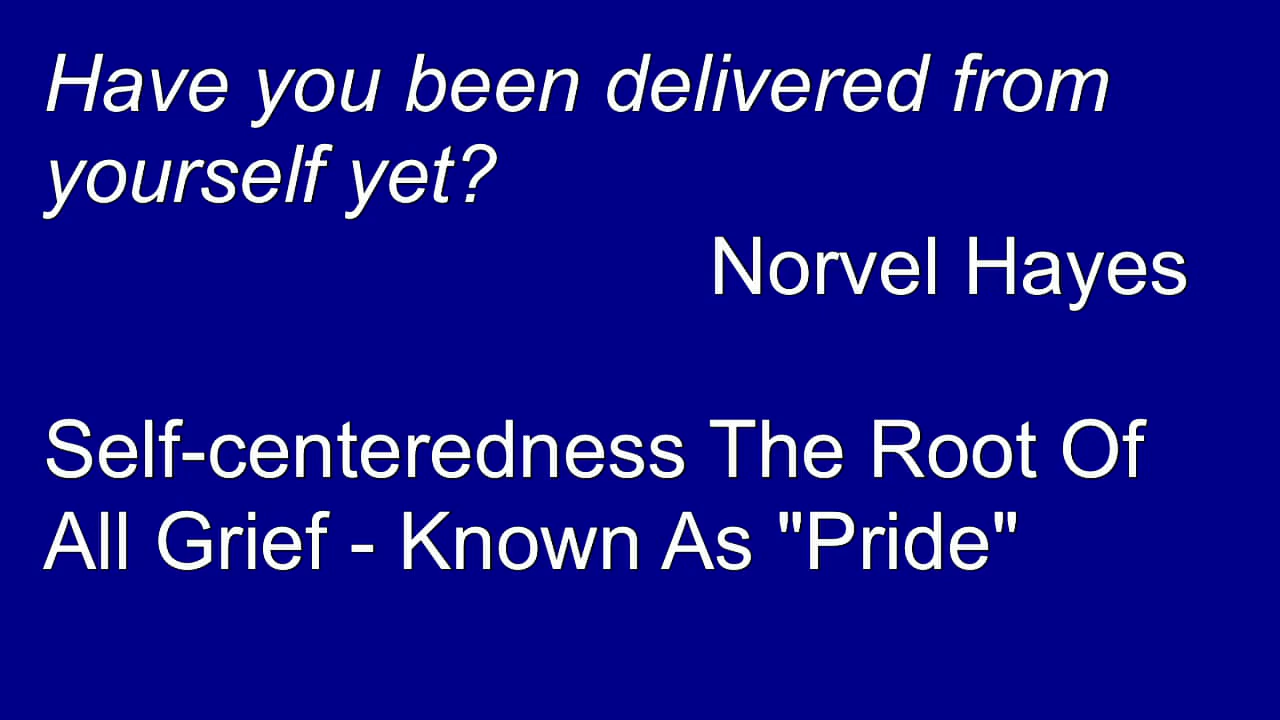 Have you been delivered from
yourself yet?
Norvel Hayes
Self-centeredness The Root Of
All Grief - Known As "Pride"